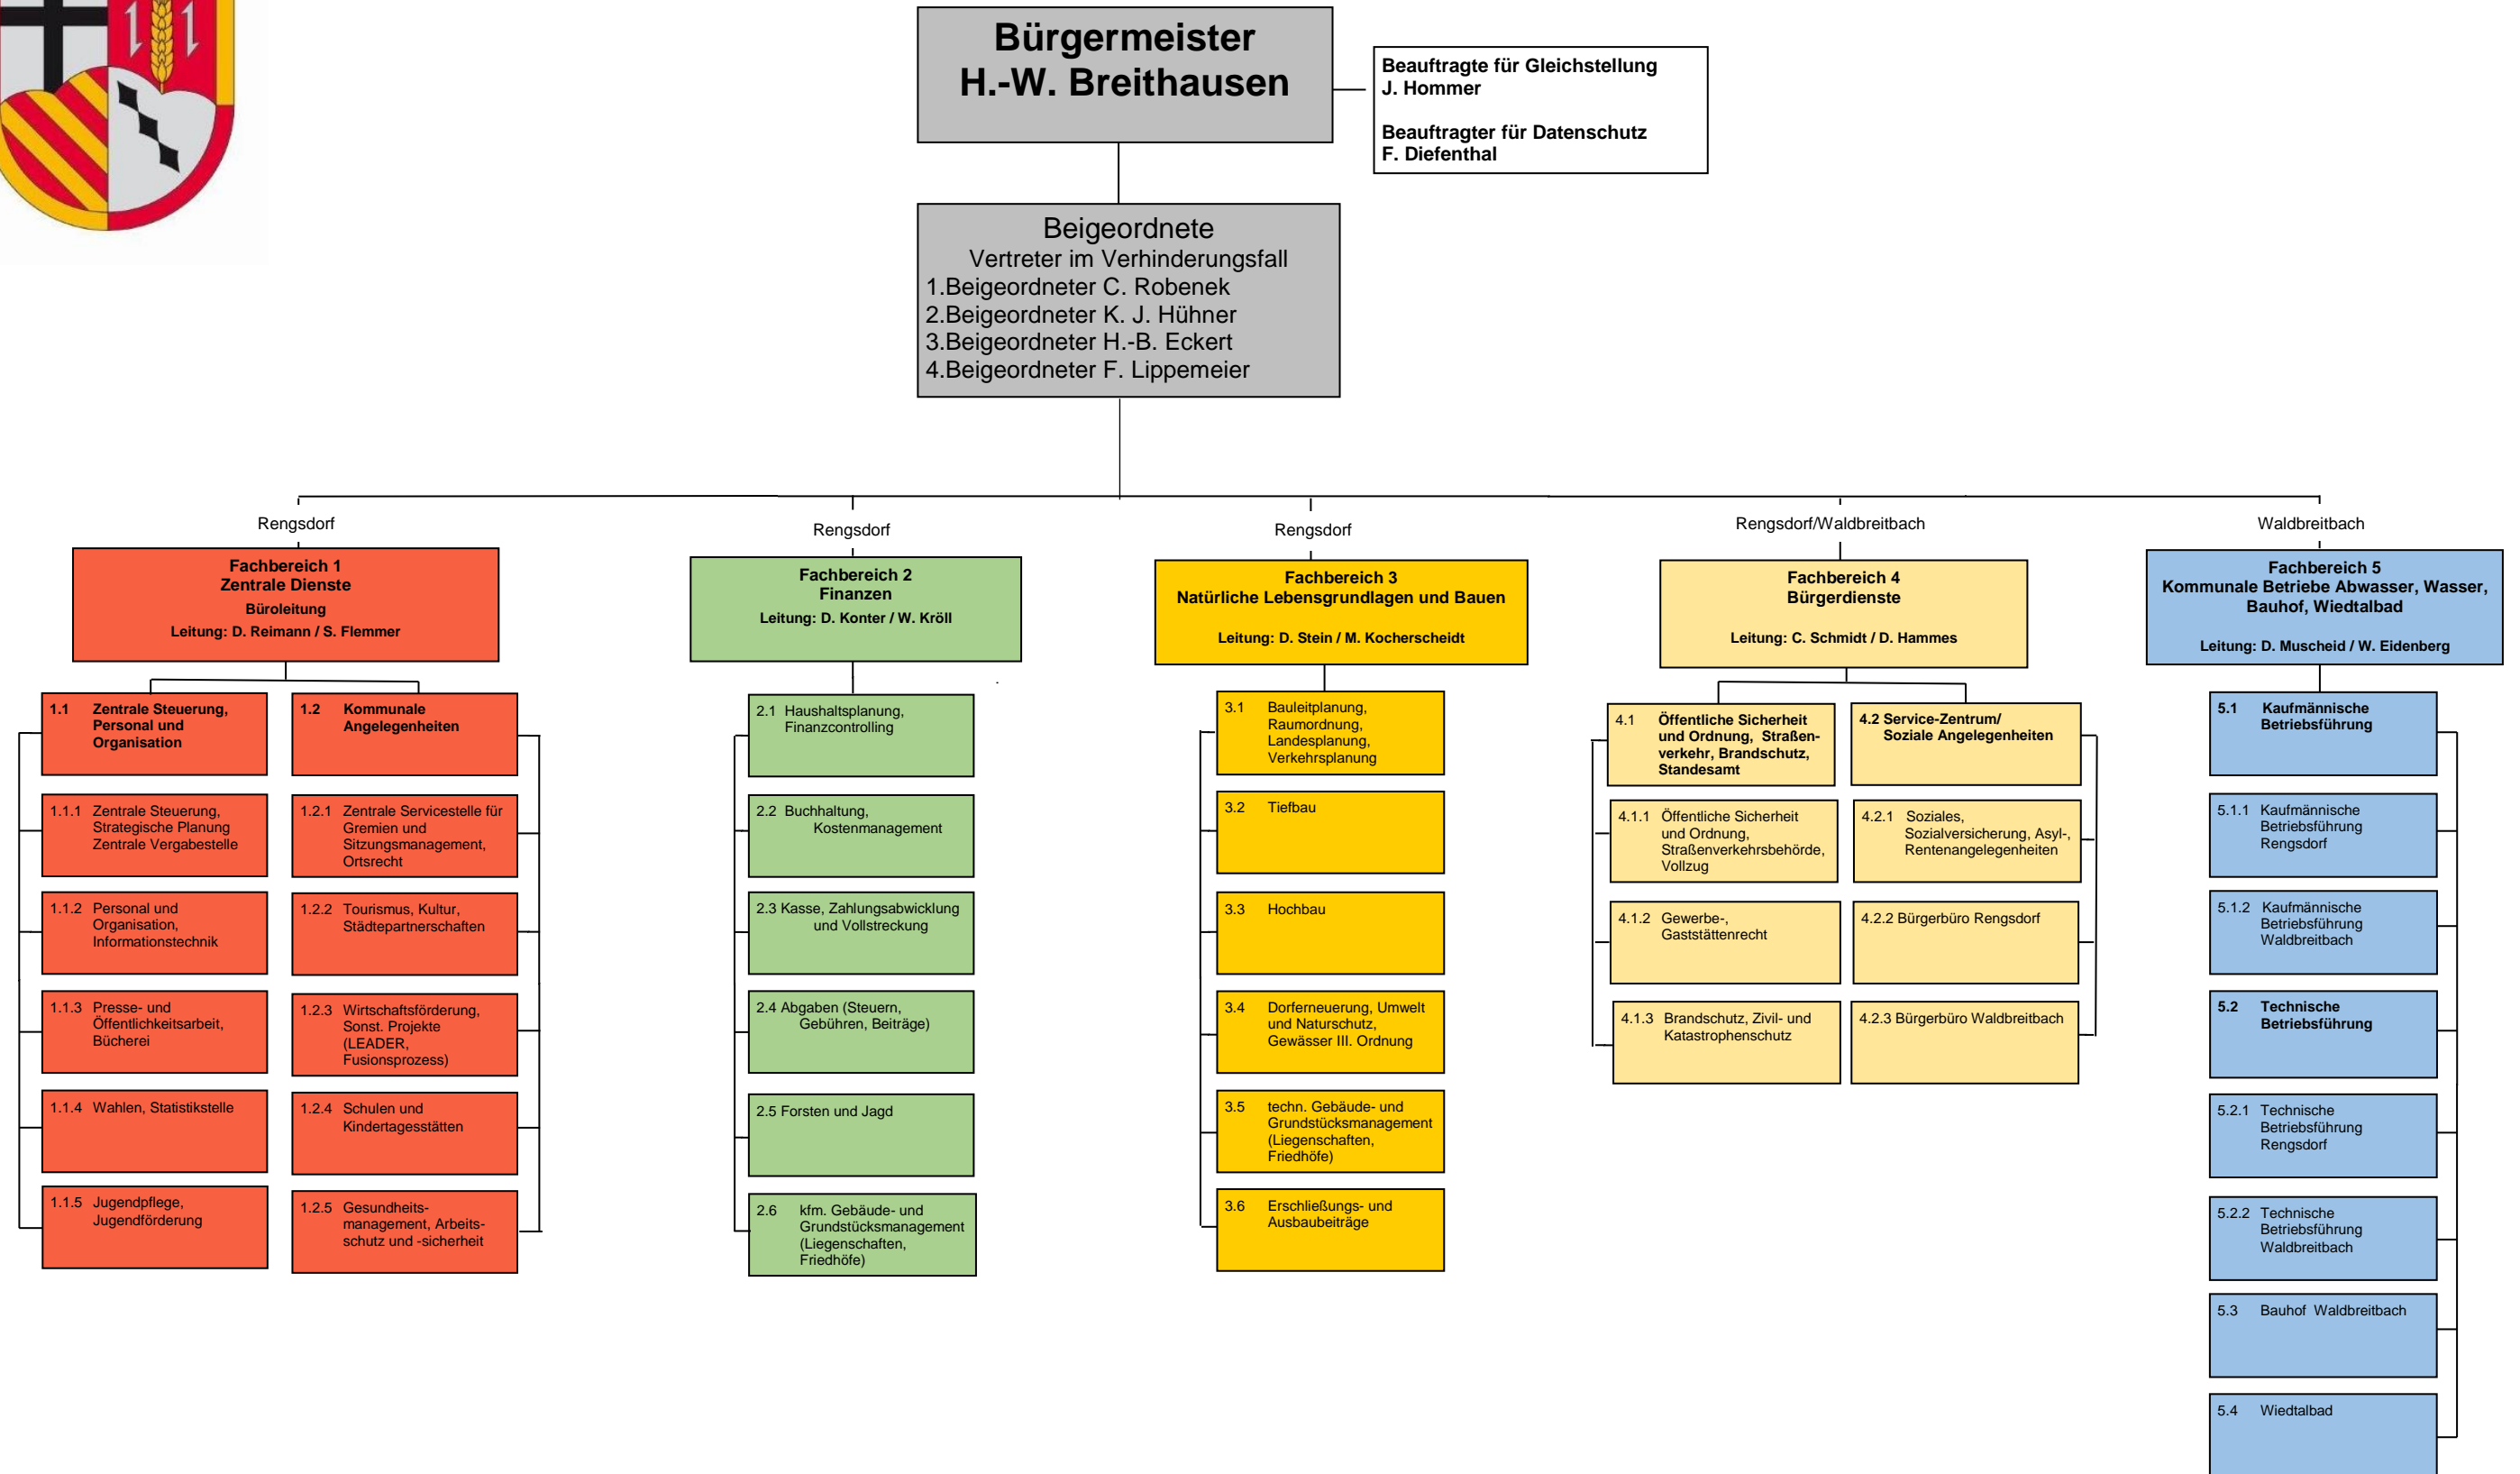 Bürgermeister
H.-W. Breithausen
Beauftragte für Gleichstellung
J. Hommer
Beauftragter für Datenschutz
F. Diefenthal
Beigeordnete
Vertreter im Verhinderungsfall
1.Beigeordneter C. Robenek
2.Beigeordneter K. J. Hühner
3.Beigeordneter H.-B. Eckert
4.Beigeordneter F. Lippemeier
Rengsdorf
Fachbereich 1
Zentrale Dienste
Büroleitung
Leitung: D. Reimann / S. Flemmer
1.1 Zentrale Steuerung,
Personal und
Organisation
1.1.1 Zentrale Steuerung,
Strategische Planung
Zentrale Vergabestelle
1.1.2 Personal und
Organisation,
Informationstechnik
1.1.3 Presse- und
Öffentlichkeitsarbeit,
Bücherei
1.1.4 Wahlen, Statistikstelle
1.1.5 Jugendpflege,
Jugendförderung
1.2 Kommunale
Angelegenheiten
1.2.1 Zentrale Servicestelle für
Gremien und
Sitzungsmanagement,
Ortsrecht
1.2.2 Tourismus, Kultur,
Städtepartnerschaften
1.2.3 Wirtschaftsförderung,
Sonst. Projekte
(LEADER,
Fusionsprozess)
1.2.4 Schulen und
Kindertagesstätten
1.2.5 Gesundheits-
management, Arbeits-
schutz und -sicherheit
Rengsdorf
Fachbereich 2
Finanzen
Leitung: D. Konter / W. Kröll
2.1 Haushaltsplanung,
Finanzcontrolling
2.2 Buchhaltung,
Kostenmanagement
2.3 Kasse, Zahlungsabwicklung
und Vollstreckung
2.4 Abgaben (Steuern,
Gebühren, Beiträge)
2.5 Forsten und Jagd
2.6 kfm. Gebäude- und
Grundstücksmanagement
(Liegenschaften,
Friedhöfe)
Rengsdorf
Fachbereich 3
Natürliche Lebensgrundlagen und Bauen
Leitung: D. Stein / M. Kocherscheidt
3.1 Bauleitplanung,
Raumordnung,
Landesplanung,
Verkehrsplanung
3.2 Tiefbau
3.3 Hochbau
3.4 Dorferneuerung, Umwelt
und Naturschutz,
Gewässer III. Ordnung
3.5 techn. Gebäude- und
Grundstücksmanagement
(Liegenschaften,
Friedhöfe)
3.6 Erschließungs- und
Ausbaubeiträge
Rengsdorf/Waldbreitbach
Fachbereich 4
Bürgerdienste
Leitung: C. Schmidt / D. Hammes
4.1 Öffentliche Sicherheit
und Ordnung, Straßen-
verkehr, Brandschutz,
Standesamt
4.1.1 Öffentliche Sicherheit
und Ordnung,
Straßenverkehrsbehörde,
Vollzug
4.1.2 Gewerbe-,
Gaststättenrecht
4.1.3 Brandschutz, Zivil- und
Katastrophenschutz
4.2 Service-Zentrum/
Soziale Angelegenheiten
4.2.1 Soziales,
Sozialversicherung, Asyl-,
Rentenangelegenheiten
4.2.2 Bürgerbüro Rengsdorf
4.2.3 Bürgerbüro Waldbreitbach
Waldbreitbach
Fachbereich 5
Kommunale Betriebe Abwasser, Wasser,
Bauhof, Wiedtalbad
Leitung: D. Muscheid / W. Eidenberg
5.1 Kaufmännische
Betriebsführung
5.1.1 Kaufmännische
Betriebsführung
Rengsdorf
5.1.2 Kaufmännische
Betriebsführung
Waldbreitbach
5.2 Technische
Betriebsführung
5.2.1 Technische
Betriebsführung
Rengsdorf
5.2.2 Technische
Betriebsführung
Waldbreitbach
5.3 Bauhof Waldbreitbach
5.4 Wiedtalbad